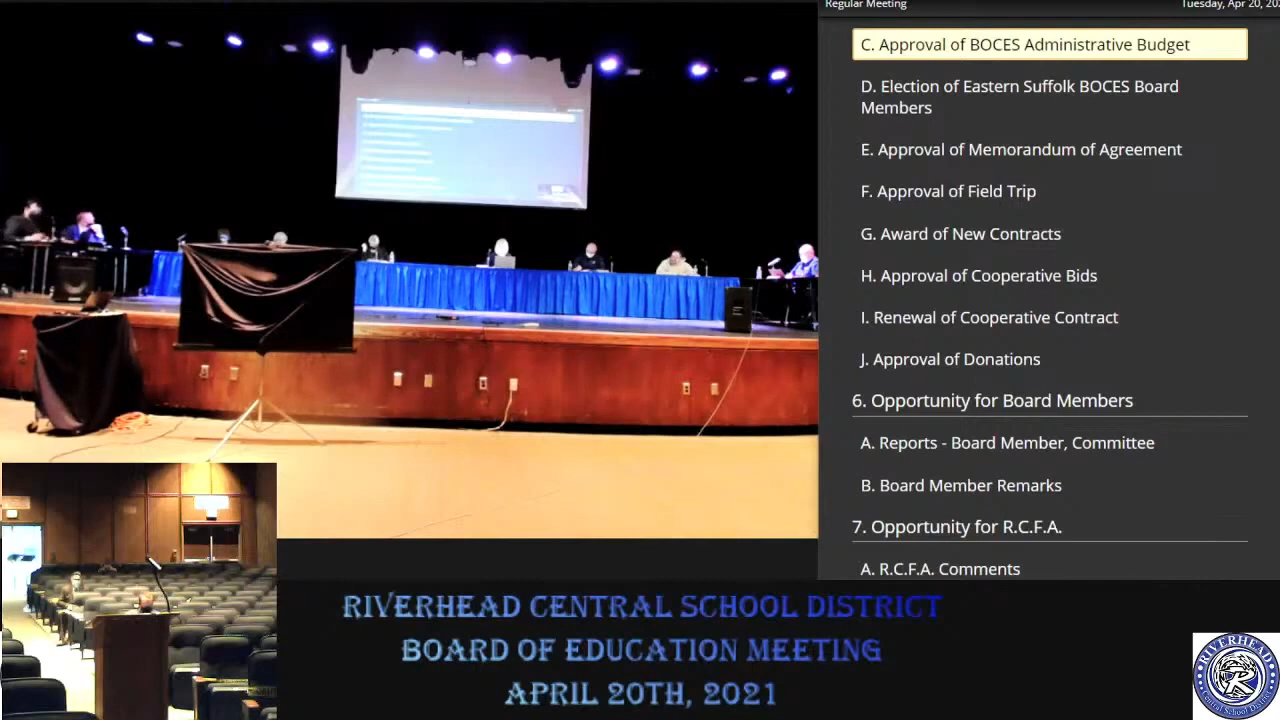 Regular Meeting
Tuesday, Apr 20,
C. Approval of BOCES Administrative Budget
D. Election of Eastern Suffolk BOCES Board
Members
E. Approval of Memorandum of Agreement
F. Approval of Field Trip
G. Award of New Contracts
H. Approval of Cooperative Bids
I. Renewal of Cooperative Contract
J. Approval of Donations
6. Opportunity for Board Members
A. Reports - Board Member, Committee
B. Board Member Remarks
7. Opportunity for R.C.F.A.
A. R.C.F.A. Comments
RIVERHEAD CENTRAL SCHOOL DISTRICT
BOARD OF EDUCATION MEETING
APRIL 20TH, 2021
RIVERHEAD
R
Central School District